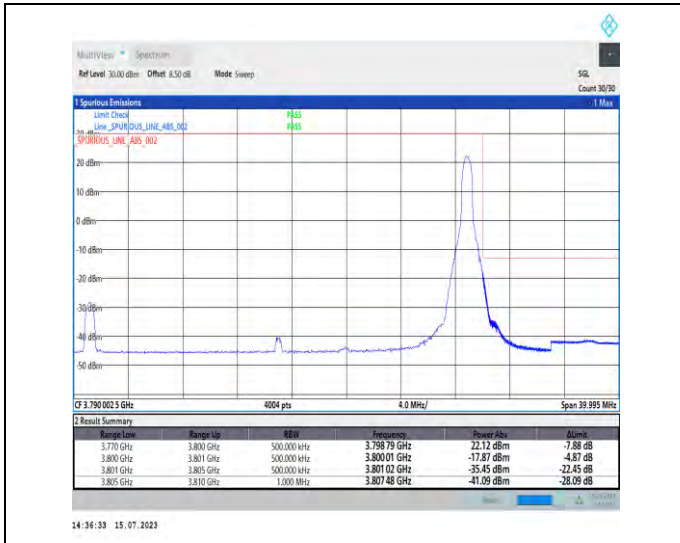 MultiView Spectrum
Ref Level 30.00 dBm Offset 8.50 dB Mode Sweep SGL
Count 30/30
1 Spurious Emissions 1 Max
Limit Check PASS
Line _SPURIOUS_LINE_ABS_002 PASS
_SPURIOUS_LINE_ABS_002
20 dBm
10 dBm
0 dBm
-10 dBm
-20 dBm
-30 dBm
-40 dBm
-50 dBm
CF 3.790 002 5 GHz 4004 pts 4.0 MHz/ Span 39.995 MHz
2 Result Summary
Range Low Range Up RBW Frequency Power Abs ΔLimit
3.770 GHz 3.800 GHz 500.000 kHz 3.798 79 GHz 22.12 dBm -7.88 dB
3.800 GHz 3.801 GHz 500.000 kHz 3.800 01 GHz -17.87 dBm -4.87 dB
3.801 GHz 3.805 GHz 500.000 kHz 3.801 02 GHz -35.45 dBm -22.45 dB
3.805 GHz 3.810 GHz 1.000 MHz 3.807 48 GHz -41.09 dBm -28.09 dB
14:36:33 15.07.2023